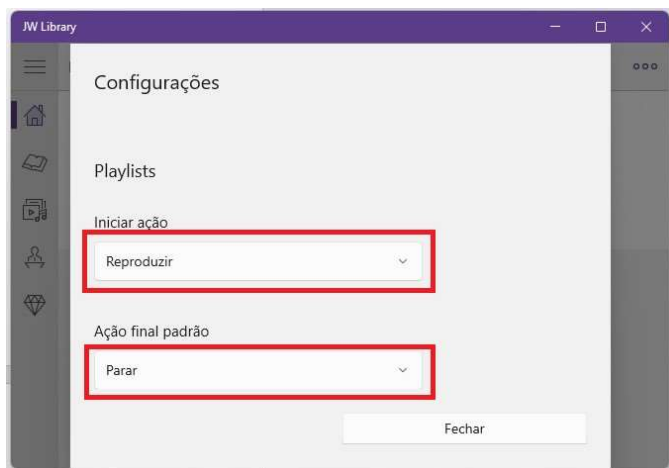 JW Library
Configurações
Playlists
Iniciar ação
Reproduzir
Ação final padrão
Parar
Fechar